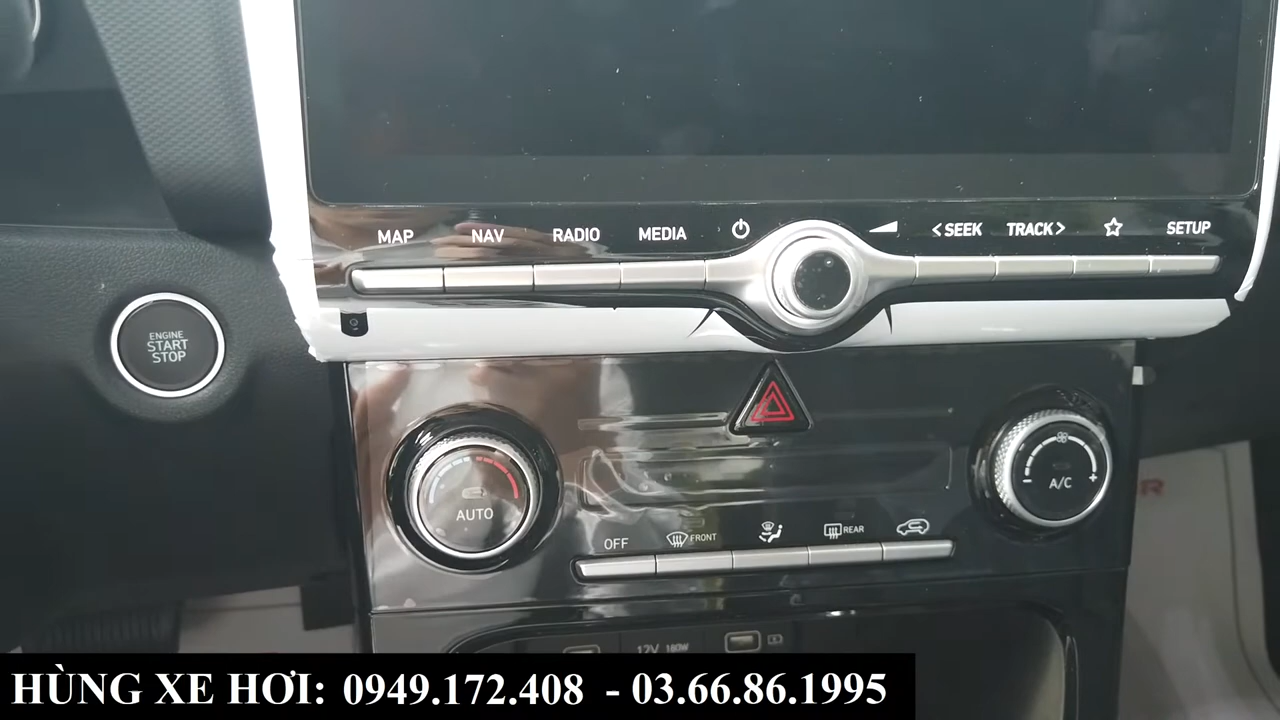 MAP NAV RADIO MEDIA < SEEK TRACK > SETUP
ENGINE
START
STOP
AUTO
A/C
OFF FRONT REAR
12V 180W
HÙNG XE HƠI: 0949.172.408 - 03.66.86.1995